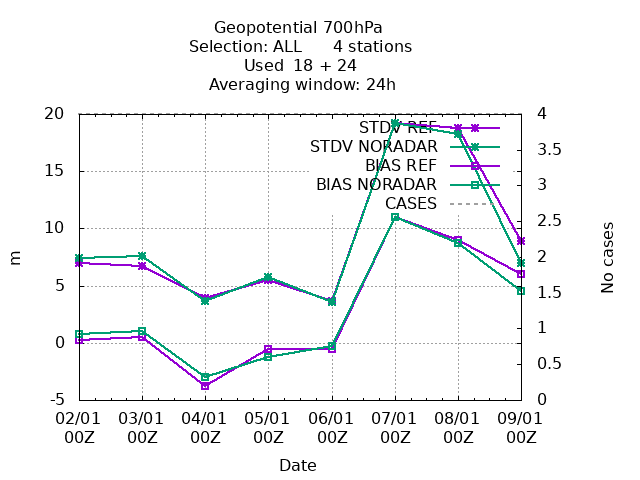 Geopotential 700hPa
Selection: ALL 4 stations
Used 18 + 24
Averaging window: 24h
20 4
STDV REF
STDV NORADAR 3.5
15 BIAS REF
BIAS NORADAR 3
CASES
10 2.5
2
5 1.5
1
0 0.5
-5 0
m
No cases
02/01 03/01 04/01 05/01 06/01 07/01 08/01 09/01
00Z 00Z 00Z 00Z 00Z 00Z 00Z 00Z
Date